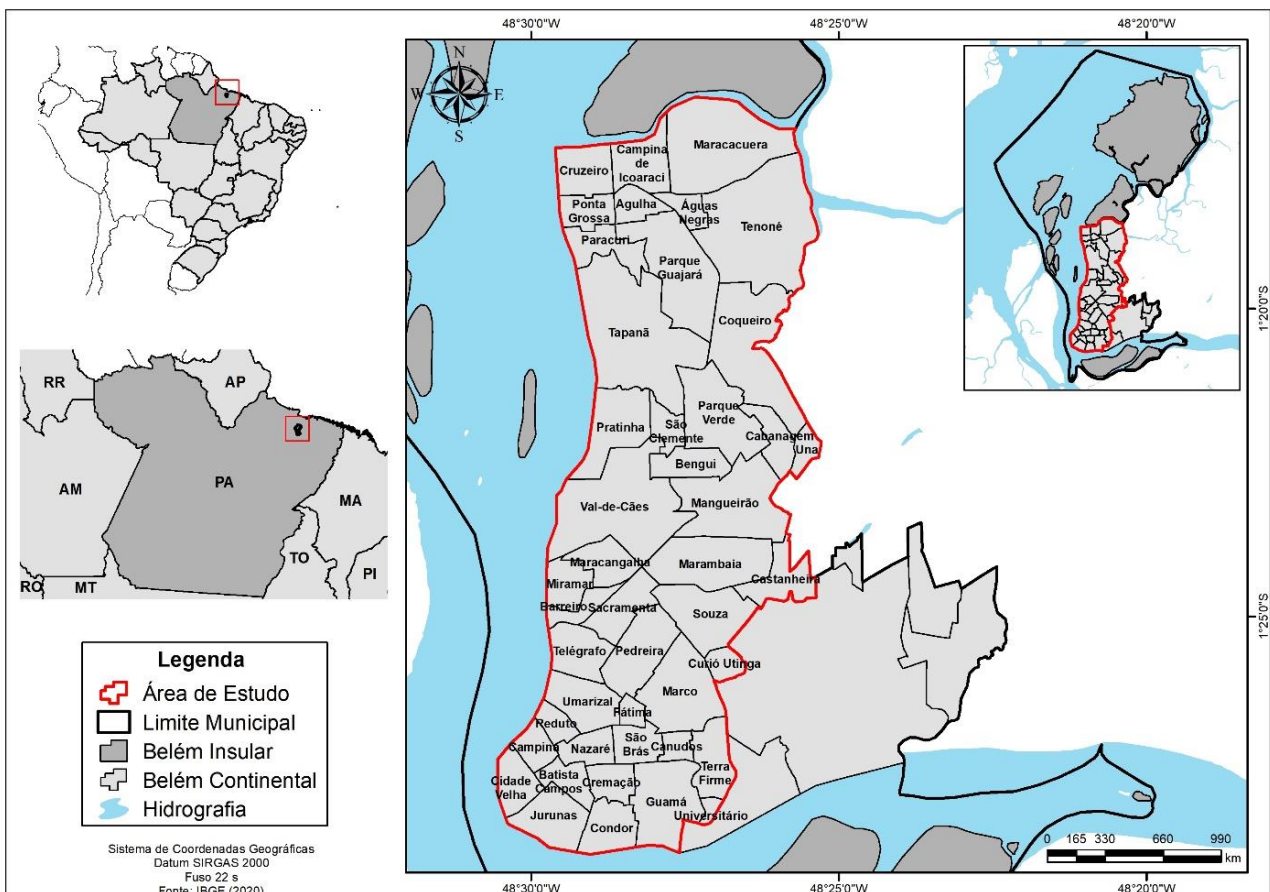 48°30'0"W
48°25'0"W
48°20'0"W
N
W
E
S
RR
AP
AM
PA
MA
TO
PI
RO
MT
Cruzeiro
Campina
de
Icoaraci
Maracacuera
Ponta
Grossa
Agulha
Águas
Negras
Tenoné
Paracuri
Parque
Guajará
Tapanã
Coqueiro
Pratinha
São
Clemente
Parque
Verde
Cabanagem
Una
Bengui
Val-de-Cães
Mangueirão
Maracangalha
Marambaia
Miramar
Castanheira
Barreiro
Sacramenta
Souza
Telégrafo
Pedreira
Curió Utinga
Marco
Umarizal
Fátima
Reduto
Campina
Nazaré
São
Brás
Canudos
Cidade
Velha
Batista
Campos
Cremação
Terra
Firme
Guamá
Universitário
Jurunas
Condor
1°20'0"S
1°25'0"S
Legenda
Área de Estudo
Limite Municipal
Belém Insular
Belém Continental
Hidrografia
Sistema de Coordenadas Geográficas
Datum SIRGAS 2000
Fuso 22 s
Fonte: IBGE (2020)
0 165 330 660 990
km
48°30'0"W
48°25'0"W
48°20'0"W